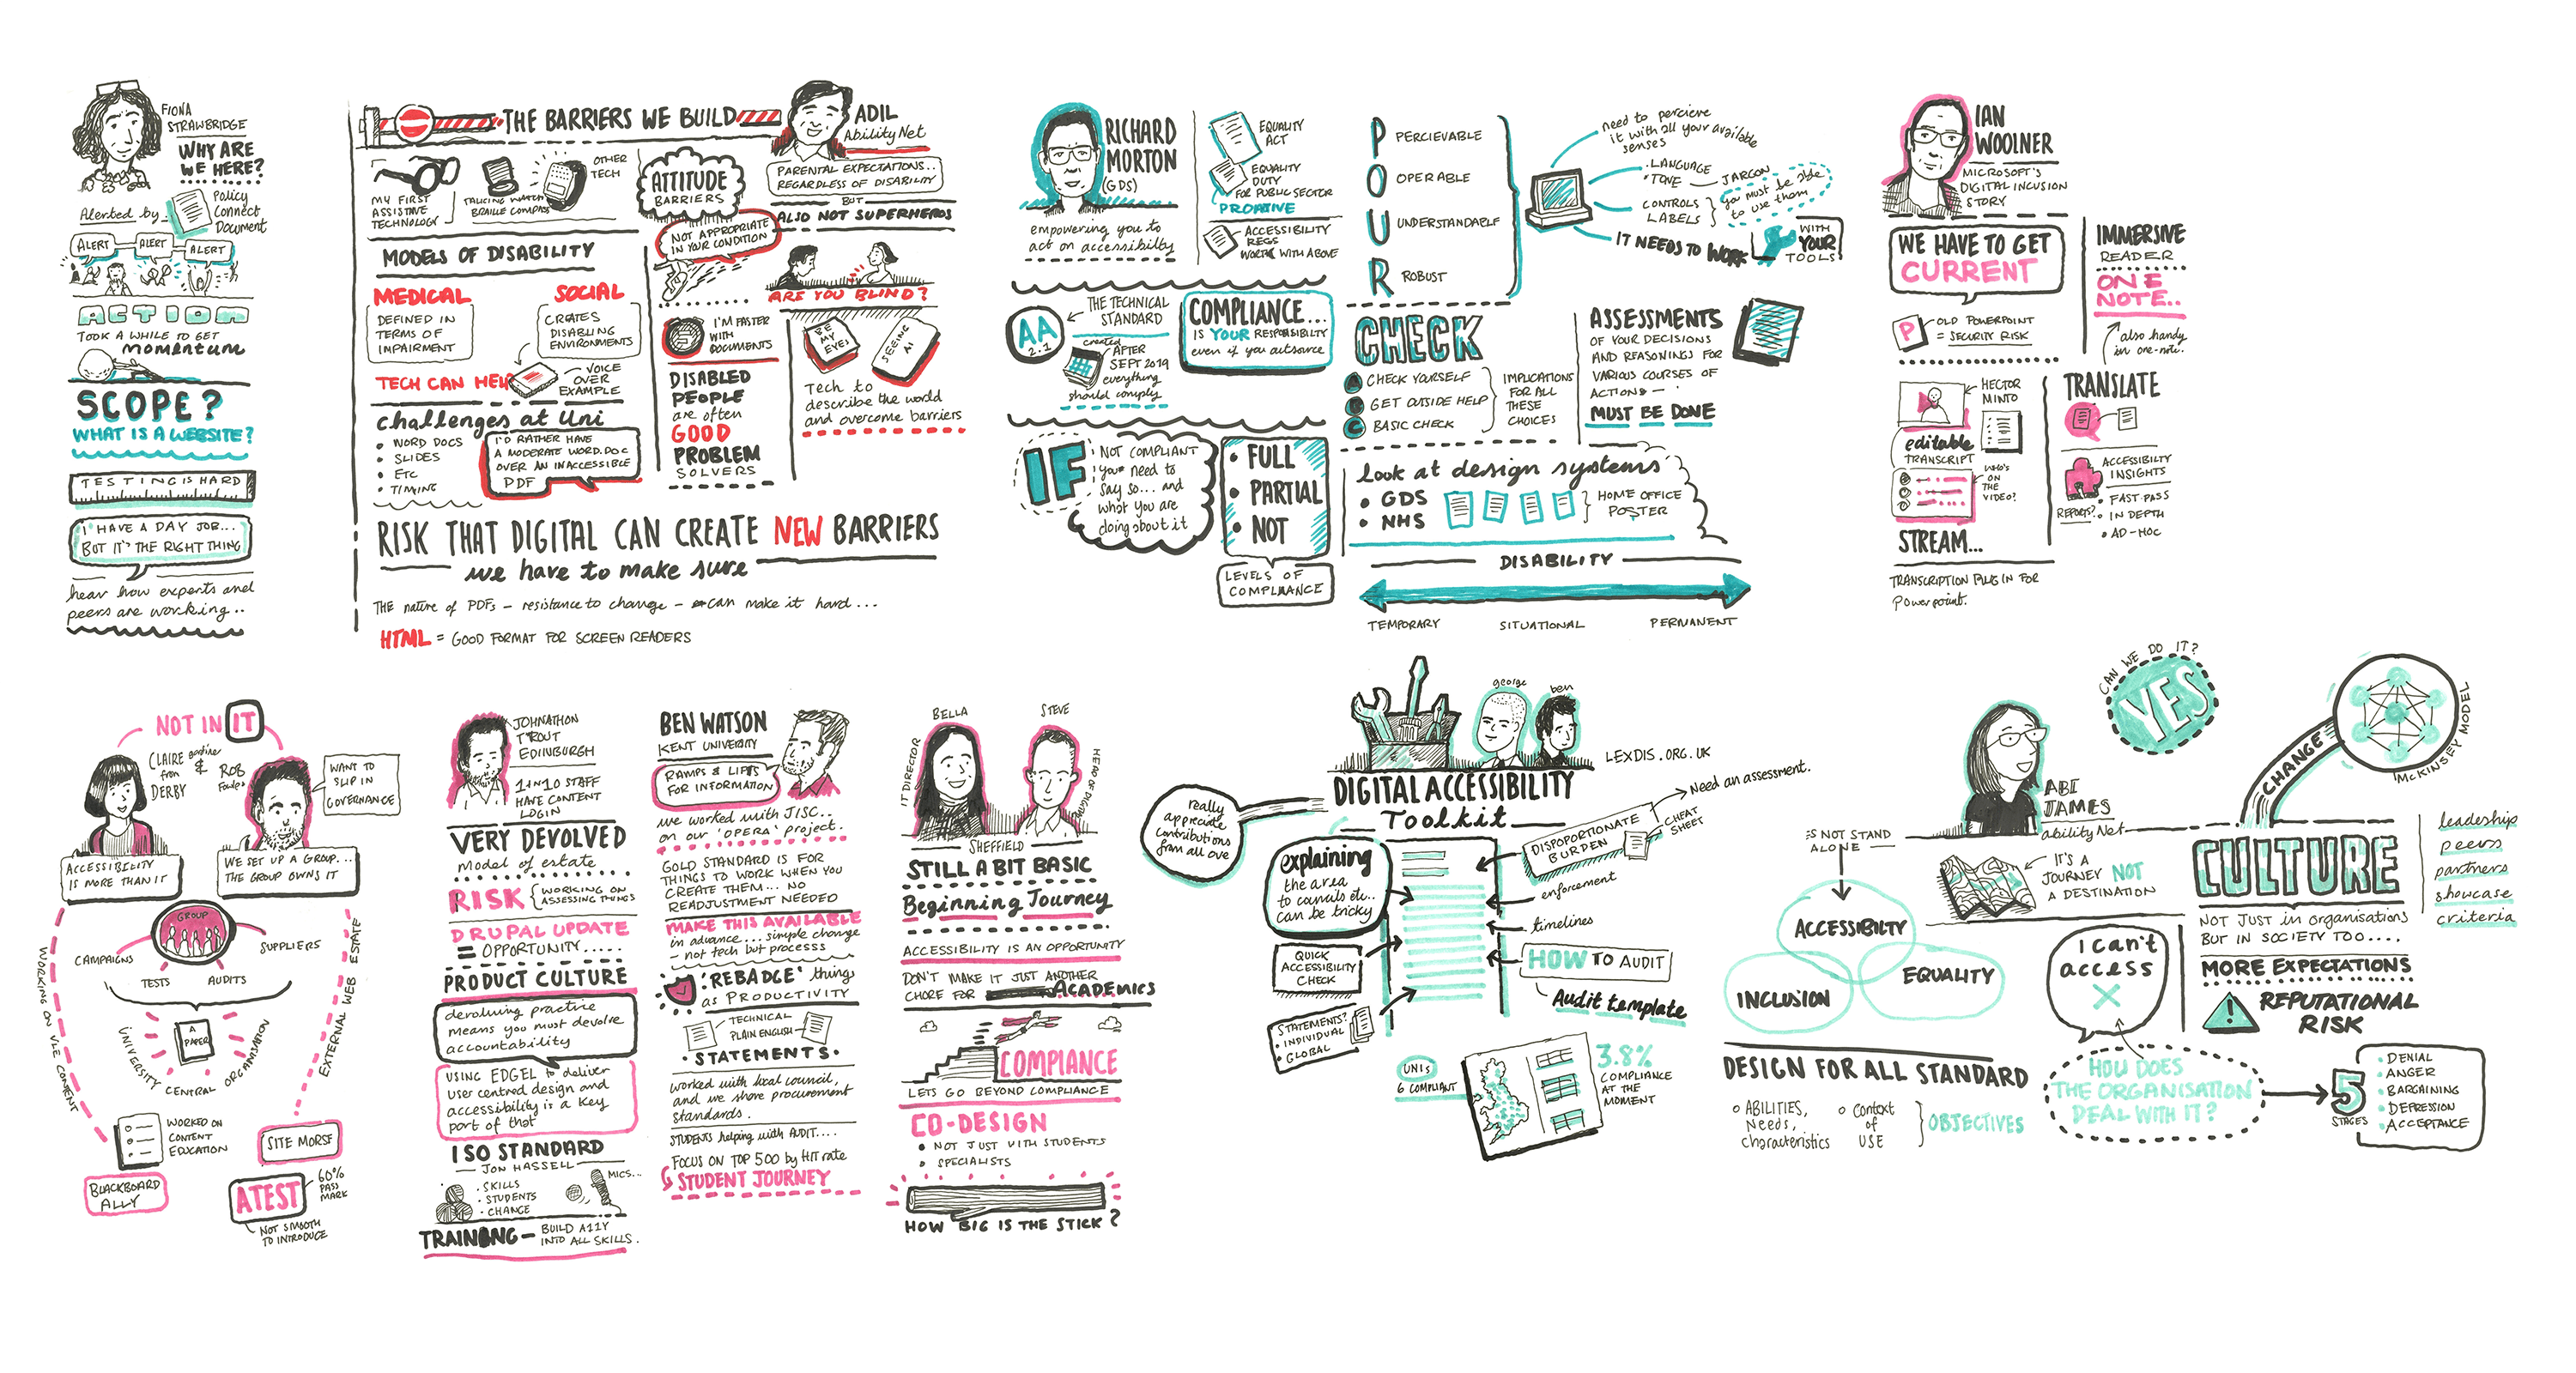 FIONA
STRAWBRIDGE
WHY ARE
WE HERE?
Alerted by
Policy
Connect
Document
ALERT
ALERT
ALERT
ACTION
TOOK A WHILE TO GET
momentum
SCOPE?
WHAT IS A WEBSITE?
TESTING IS HARD
I HAVE A DAY JOB...
BUT IT'S THE RIGHT THING
hear how experts and
peers are working..
THE BARRIERS WE BUILD
ADIL
AbilityNet
MY FIRST
ASSISTIVE
TECHNOLOGY
TALKING WATCH
BRAILLE COMPASS
OTHER
TECH
ATTITUDE
BARRIERS
PARENTAL EXPECTATIONS..
REGARDLESS OF DISABILITY
BUT
ALSO NOT SUPERHEROS
NOT APPROPRIATE
IN YOUR CONDITION
MODELS OF DISABILITY
MEDICAL
DEFINED IN
TERMS OF
IMPAIRMENT
SOCIAL
CREATES
DISABLING
ENVIRONMENTS
TECH CAN HELP
VOICE
OVER
EXAMPLE
challenges at Uni
• WORD DOCS
• SLIDES
• ETC
• TIMING
I'D RATHER HAVE
A MODERATE WORD.DOC
OVER AN INACCESSIBLE
PDF
ARE YOU BLIND?
I'M FASTER
WITH
DOCUMENTS
DISABLED
PEOPLE
are often
GOOD
PROBLEM
SOLVERS
BE
MY
EYES
SEEING
AI
Tech to
describe the world
and overcome barriers
RISK THAT DIGITAL CAN CREATE NEW BARRIERS
we have to make sure
THE nature of PDFs - resistance to change - can make it hard...
HTML = GOOD FORMAT FOR SCREEN READERS
RICHARD
MORTON
(GDS)
empowering you to
act on accessibilty
EQUALITY
ACT
EQUALITY
DUTY
FOR PUBLIC SECTOR
PROATIVE
ACCESSIBILITY
REGS
WORK WITH ABOVE
AA
2.1
THE TECHNICAL
STANDARD
created
AFTER
SEPT 2019
everything
should comply
COMPLIANCE...
IS YOUR RESPONSIBILITY
even if you outsource
IF
NOT COMPLIANT
you need to
say so... and
what you are
doing about it
• FULL
• PARTIAL
• NOT
LEVELS OF
COMPLIANCE
P PERCIEVABLE
O OPERABLE
U UNDERSTANDABLE
R ROBUST
need to percieve
it with all your available
senses
• LANGUAGE
• TONE
JARGON
CONTROLS
LABELS
you must be able
to use them
IT NEEDS TO WORK
WITH
YOUR
TOOLS
CHECK
A CHECK YOURSELF
B GET OUTSIDE HELP
C BASIC CHECK
IMPLICATIONS
FOR ALL
THESE
CHOICES
ASSESSMENTS
OF YOUR DECISIONS
AND REASONINGS FOR
VARIOUS COURSES OF
ACTIONS —
MUST BE DONE
look at design systems
• GDS
• NHS
HOME OFFICE
POSTER
DISABILITY
TEMPORARY
SITUATIONAL
PERMANENT
IAN
WOOLNER
MICROSOFT'S
DIGITAL INCUSION
STORY
WE HAVE TO GET
CURRENT
P
OLD POWERPOINT
= SECURITY RISK
IMMERSIVE
READER
ONE
NOTE..
also handy
in one-note.
HECTOR
MINTO
editable
TRANSCRIPT
WHO'S
ON
THE
VIDEO?
STREAM...
TRANSCRIPTION PLUG IN FOR
Powerpoint.
TRANSLATE
ACCESSIBILTY
INSIGHTS
REPORTS?
• FAST PASS
• IN DEPTH
• AD-HOC
NOT IN IT
CLAIRE gardiner
from
DERBY
&
ROB
WANT TO
SLIP IN
GOVERNANCE
ACCESSIBILITY
IS MORE THAN IT
WE SET UP A GROUP...
THE GROUP OWNS IT
GROUP
CAMPAIGNS
TESTS
AUDITS
SUPPLIERS
A
PAPER
UNIVERSITY
CENTRAL
ORGANISATION
WORKING ON VLE CONTENT
EXTERNAL WEB ESTATE
WORKED ON
CONTENT
EDUCATION
BLACKBOARD
ALLY
SITE MORSE
ATEST
60%
PASS
MARK
NOT SMOOTH
TO INTRODUCE
JOHNATHON
T'ROUT
EDINBURGH
1 in 10 STAFF
HAVE CONTENT
LOGIN
VERY DEVOLVED
model of estate
RISK
WORKING ON
ASSESSING THINGS
DRUPAL UPDATE
= OPPORTUNITY.....
PRODUCT CULTURE
devolving practice
means you must devolve
accountability
USING EDGEL to deliver
user centred design and
accessibility is a key
part of that
ISO STANDARD
JON HASSELL
• SKILLS
• STUDENTS
• CHANGE
MICS...
TRAINING — BUILD A11Y
INTO ALL SKILLS.
BEN WATSON
KENT UNIVERSITY
RAMPS & LIFTS
FOR INFORMATION
we worked with JISC..
on our 'OPERA' project.
GOLD STANDARD IS FOR
THINGS TO WORK WHEN YOU
CREATE THEM... NO
READJUSTMENT NEEDED
MAKE THIS AVAILABLE
in advance... simple change
- not tech but processs
'REBADGE' things
as PRODUCTIVITY
TECHNICAL
PLAIN ENGLISH
• STATEMENTS •
worked with local council,
and we share procurement
standards.
STUDENTS helping with AUDIT....
FOCUS ON TOP 500 by HIT rate
STUDENT JOURNEY
BELLA
IT DIRECTOR
STEVE
HEAD OF DIGITAL
SHEFFIELD
STILL A BIT BASIC
Beginning Journey
ACCESSIBILITY IS AN OPPORTUNITY
DON'T MAKE IT JUST ANOTHER
CHORE FOR ACADEMICS
COMPLANCE
LETS GO BEYOND COMPLIANCE
CO-DESIGN
• NOT JUST WITH STUDENTS
• SPECIALISTS
HOW BIG IS THE STICK?
george
ben
LEXDIS.ORG.UK
DIGITAL ACCESSIBILITY
Toolkit
really
appreciate
contributions
from all ove
explaining
the area
to councils etc..
can be tricky
QUICK
ACCESSIBILITY
CHECK
STATEMENTS?
• INDIVIDUAL
• GLOBAL
Need an assessment.
DISPOPORTIONATE
BURDEN
CHEAT
SHEET
enforcement
timelines
HOW TO AUDIT
Audit template
UNIS
6 COMPLIANT
3.8%
COMPLIANCE
AT THE
MOMENT
CAN WE DO IT?
YES
ABI
JAMES
abilityNet
IT'S A
JOURNEY NOT
A DESTINATION
IS NOT STAND
ALONE
ACCESSIBILTY
INCLUSION
EQUALITY
DESIGN FOR ALL STANDARD
ABILITIES,
Needs,
characteristics
Context
of
USE
OBJECTIVES
CHANGE
McKINSEY MODEL
CULTURE
leadeship
peers
partners
showcase
criteria
NOT JUST in organisations
BUT IN SOCIETY TOO....
MORE EXPECTATIONS
! REPUTATIONAL
RISK
I can't
access
X
HOW DOES
THE ORGANISATION
DEAL WITH IT?
5
STAGES
• DENIAL
• ANGER
• BARGAINING
• DEPRESSION
• ACCEPTANCE